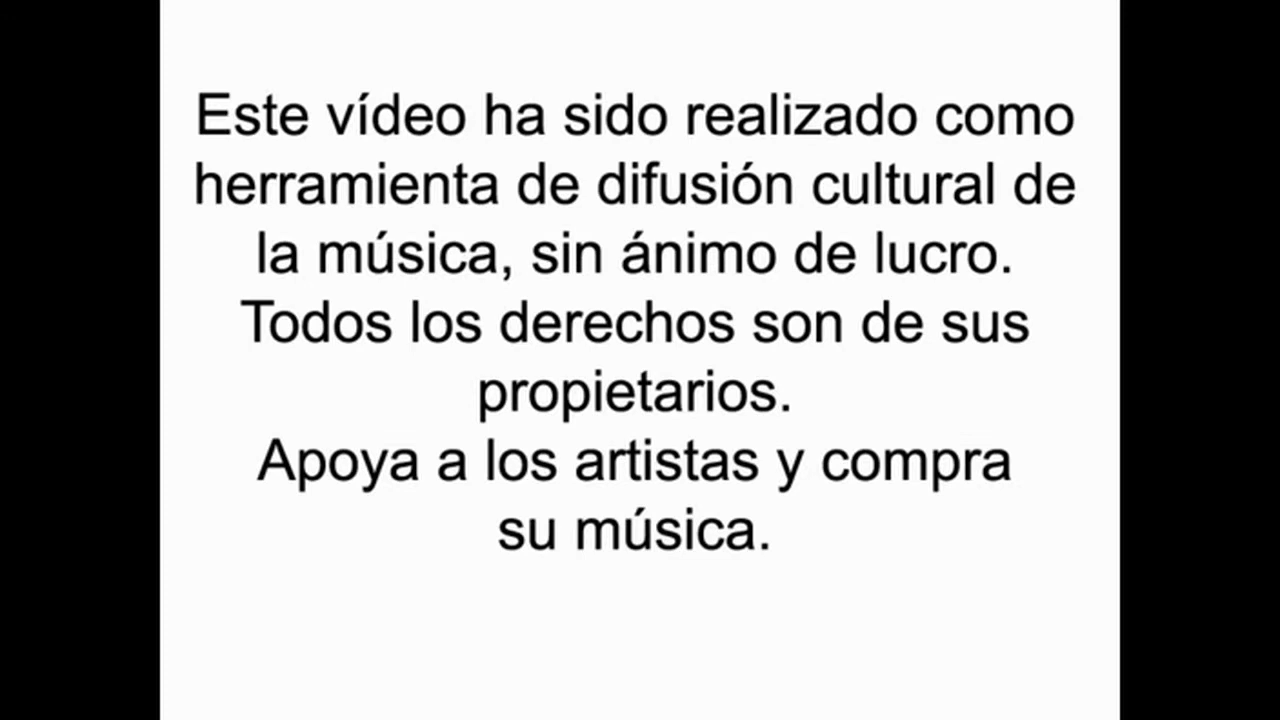 Este vídeo ha sido realizado como
herramienta de difusión cultural de
la música, sin ánimo de lucro.
Todos los derechos son de sus
propietarios.
Apoya a los artistas y compra
su música.